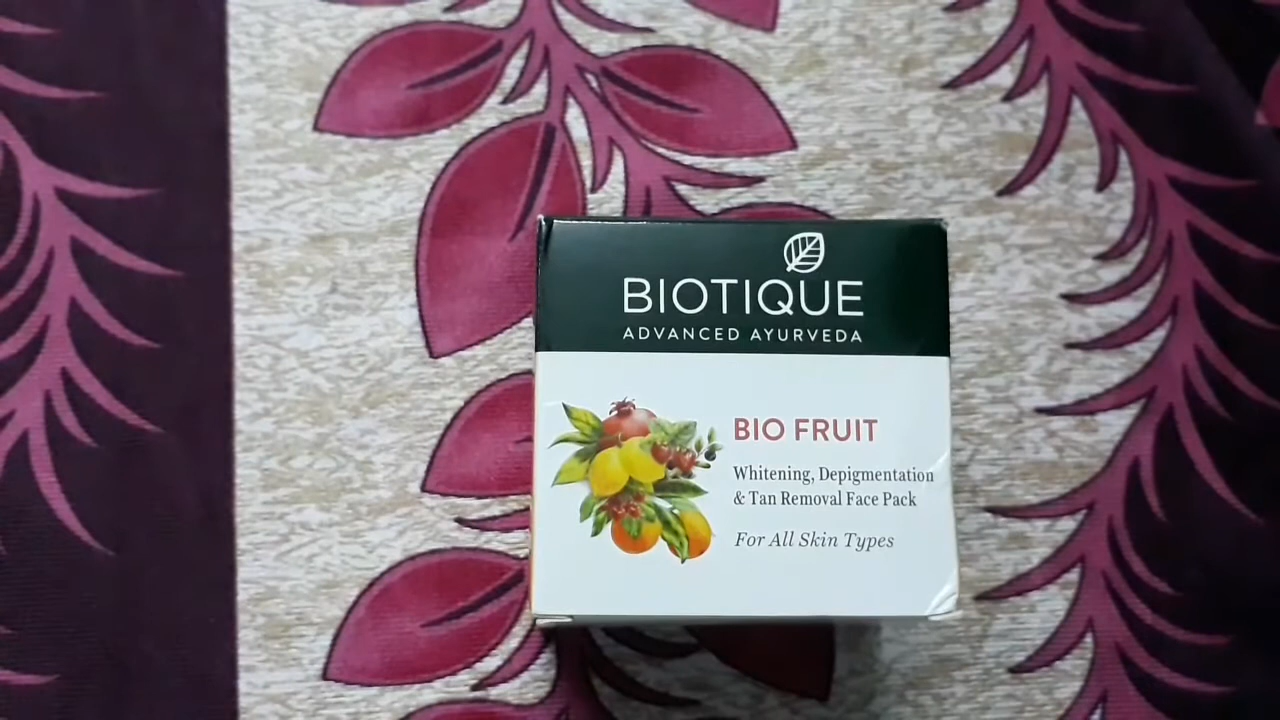 BIOTIQUE
ADVANCED AYURVEDA
BIO FRUIT
Whitening, Depigmentation
& Tan Removal Face Pack
For All Skin Types